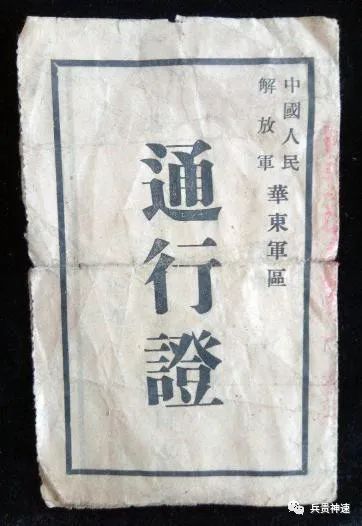 中國人民
解放軍
華東軍區
通行證
兵贵神速